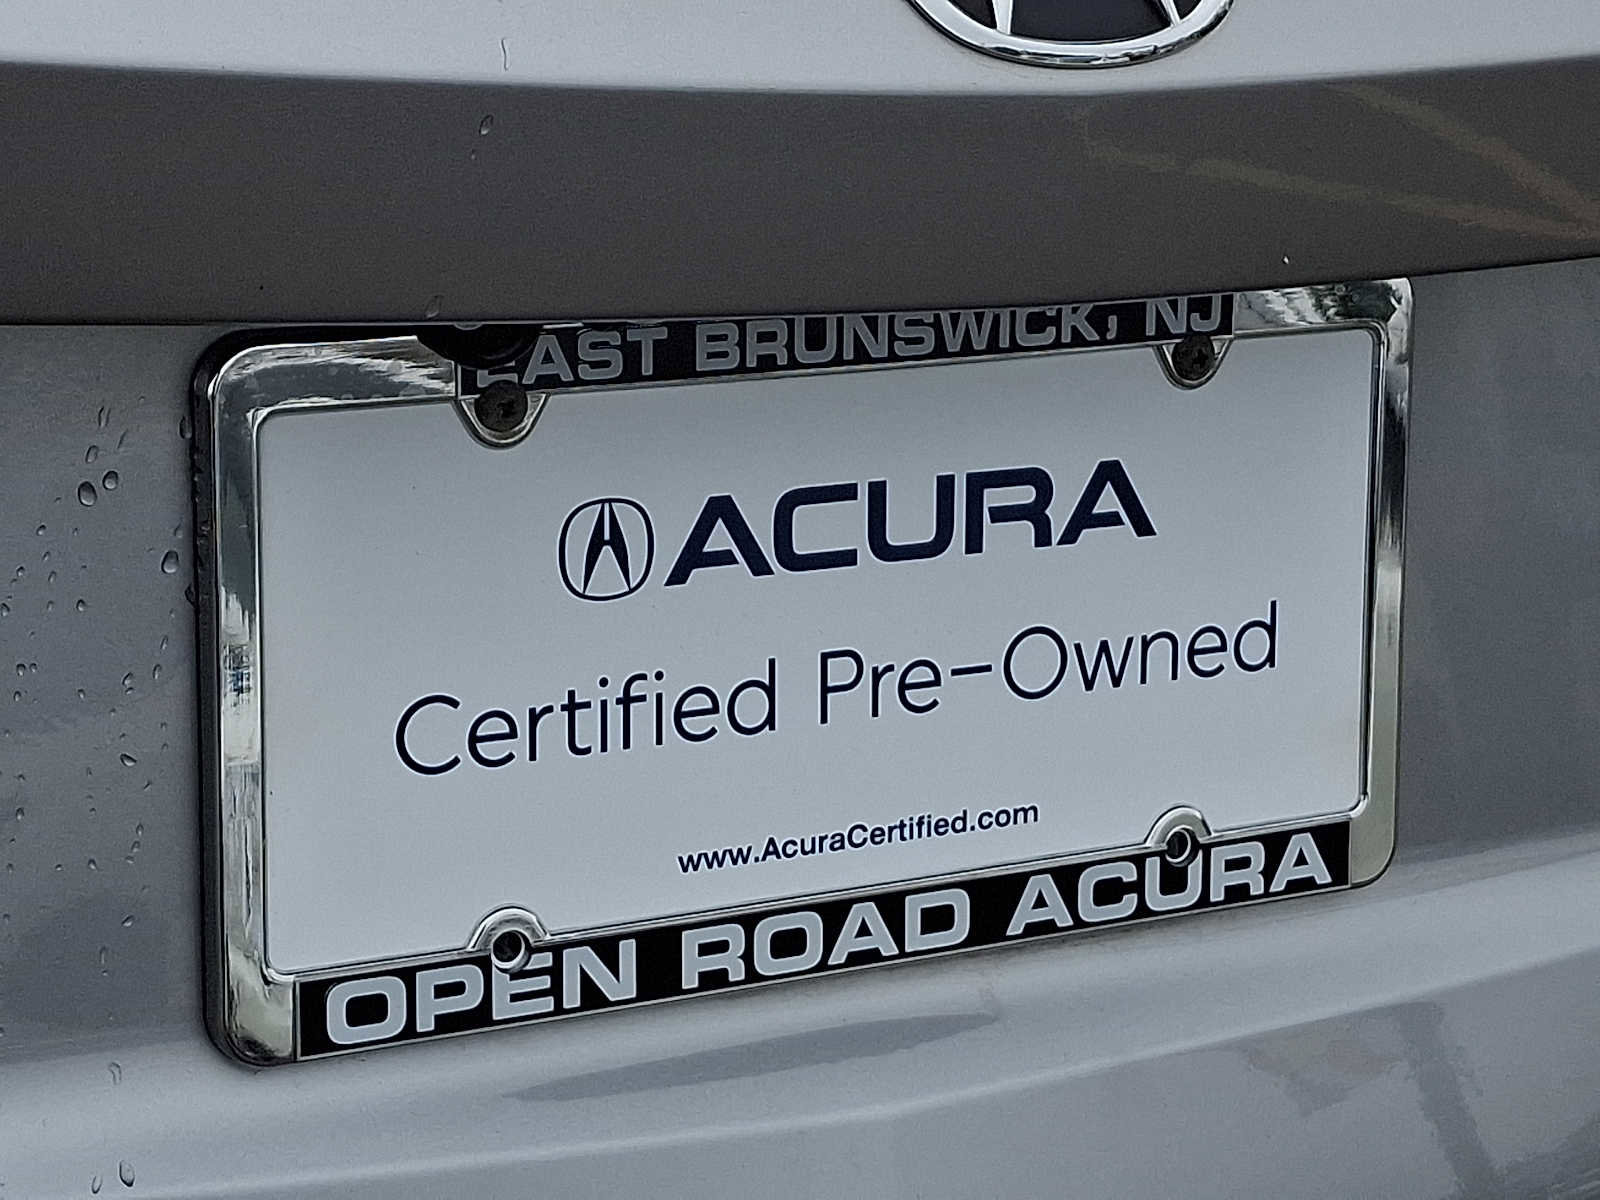 EAST BRUNSWICK, NJ
ACURA
Certified Pre-Owned
www.AcuraCertified.com
OPEN ROAD ACURA